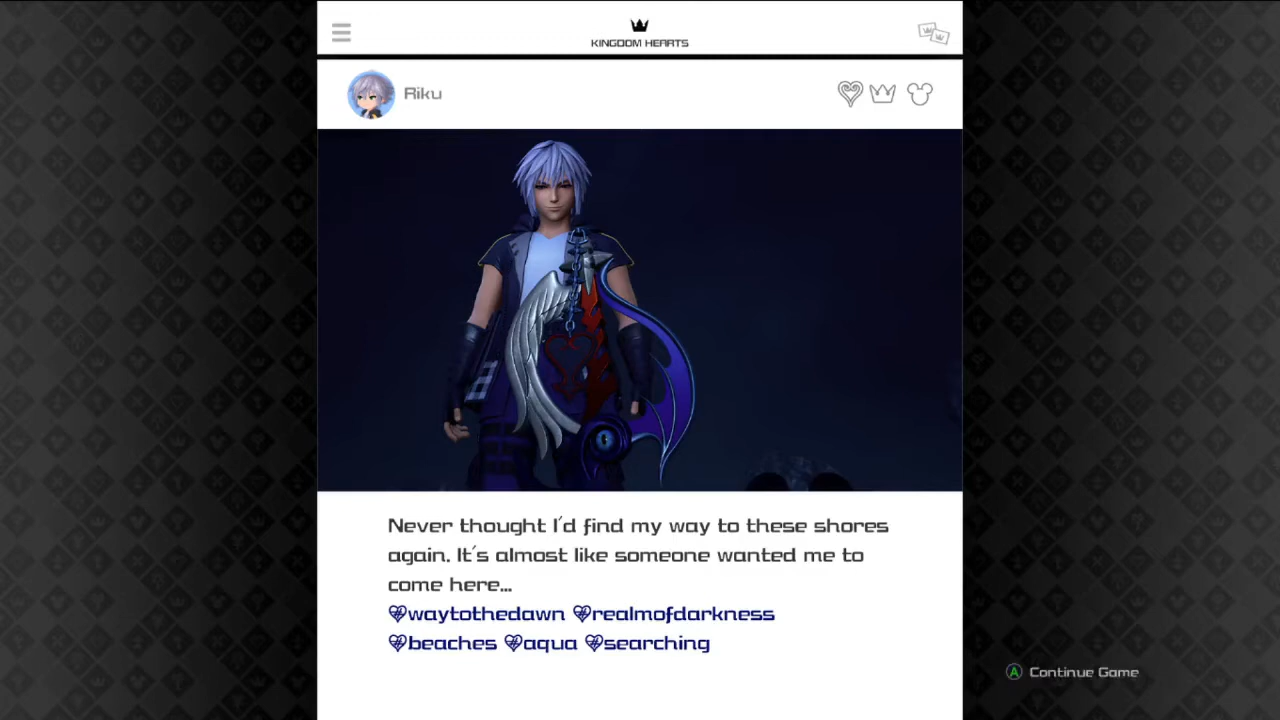 KINGDOM HEARTS
Riku
Never thought I'd find my way to these shores
again. It's almost like someone wanted me to
come here...
#waytothedawn #realmofdarkness
#beaches #aqua #searching
A Continue Game